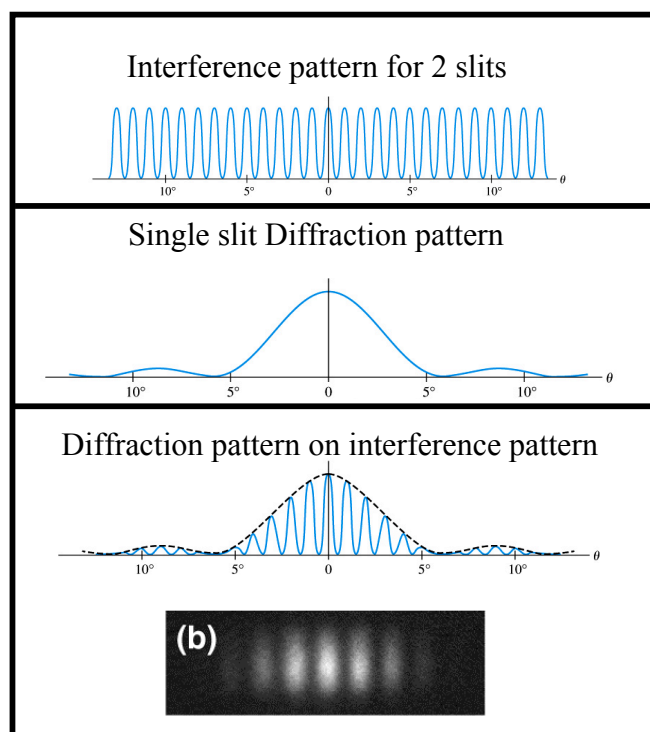 Interference pattern for 2 slits
10° 5° 0 5° 10° θ
Single slit Diffraction pattern
10° 5° 0 5° 10° θ
Diffraction pattern on interference pattern
10° 5° 0 5° 10° θ
(b)